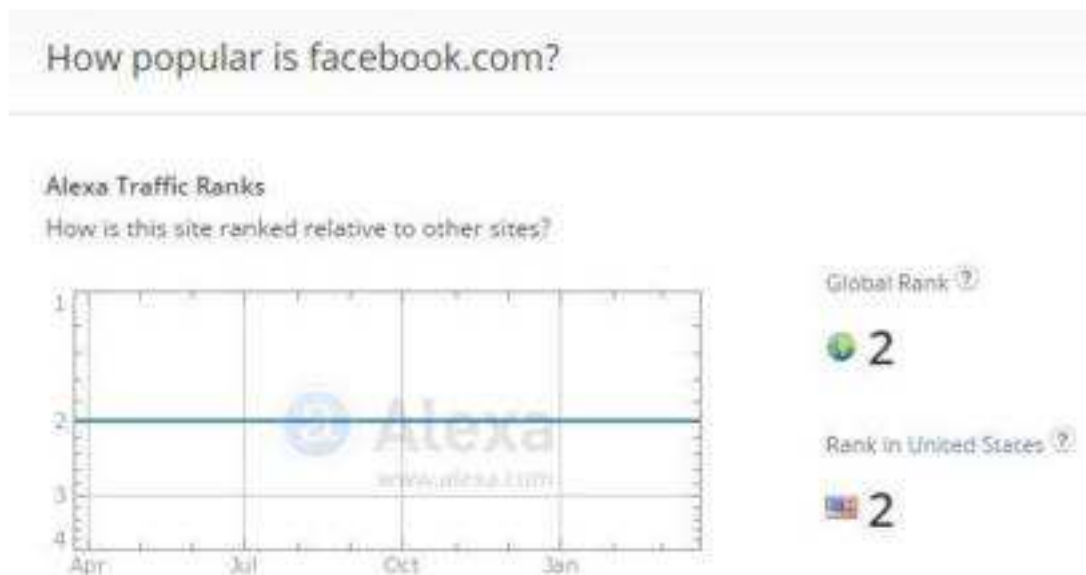 How popular is facebook.com?
Alexa Traffic Ranks
How is this site ranked relative to other sites?
Global Rank ?
2
Rank in United States ?
2
1
2
3
4
Apr Jul Oct Jan
Alexa
www.alexa.com